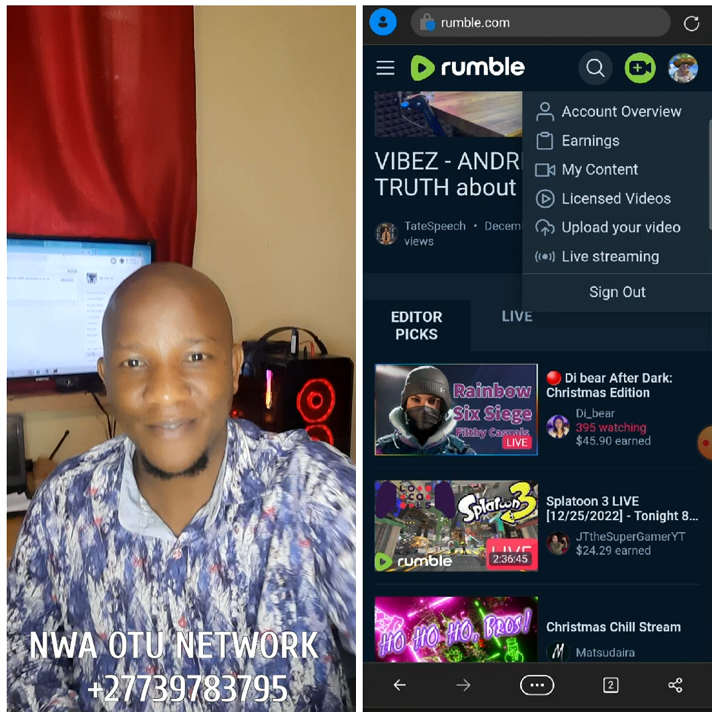 NWA OTU NETWORK
+27739783795
rumble.com
rumble
Account Overview
Earnings
My Content
Licensed Videos
Upload your video
Live streaming
Sign Out
VIBEZ - ANDR
TRUTH about
TateSpeech • Decem
views
EDITOR
PICKS
LIVE
Rainbow
Six Siege
Filthy Casuals
LIVE
Di bear After Dark:
Christmas Edition
Di_bear
395 watching
$45.90 earned
Splatoon 3
LIVE
2:36:45
rumble
Splatoon 3 LIVE
[12/25/2022] - Tonight 8...
JTtheSuperGamerYT
$24.29 earned
HO HO HO, Bros!
Christmas Chill Stream
Matsudaira
2